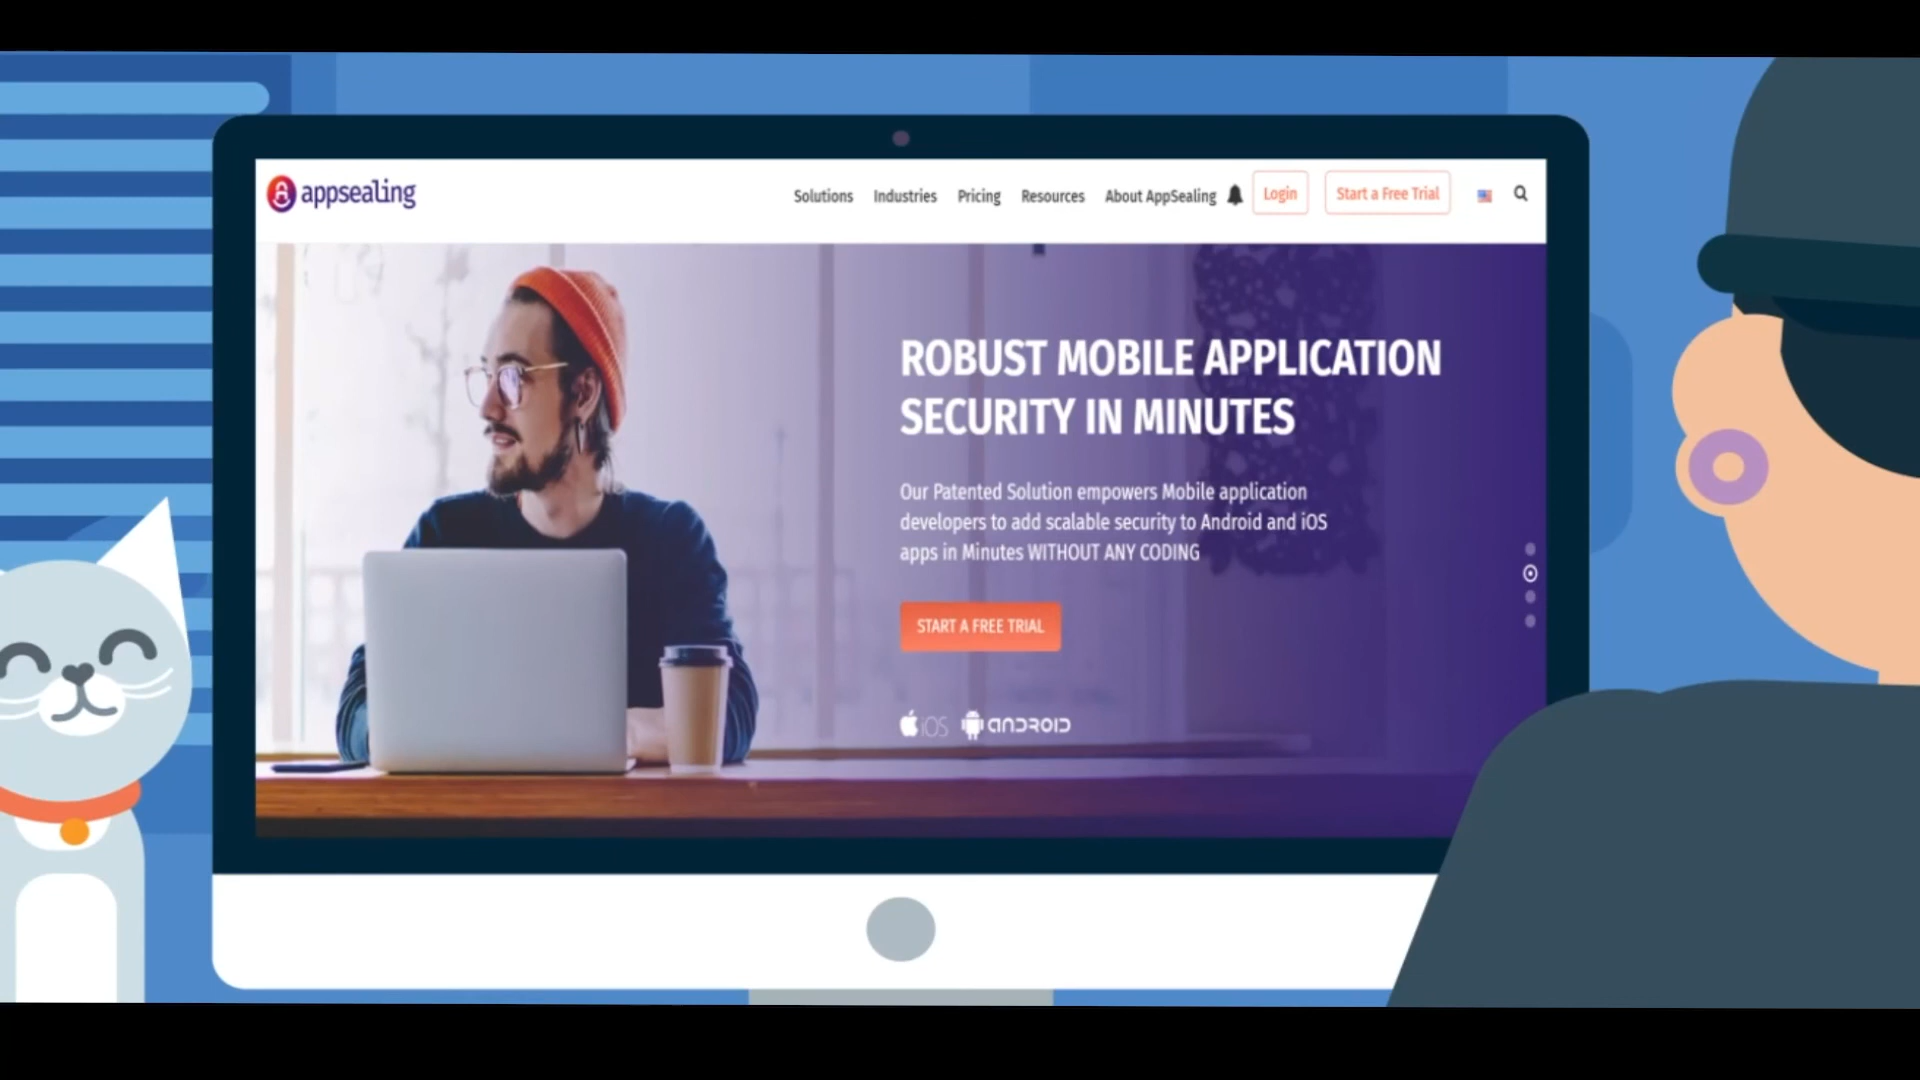 appsealing
Solutions Industries Pricing Resources About AppSealing Login Start a Free Trial
ROBUST MOBILE APPLICATION
SECURITY IN MINUTES
Our Patented Solution empowers Mobile application
developers to add scalable security to Android and iOS
apps in Minutes WITHOUT ANY CODING
START A FREE TRIAL
iOS ANDROID